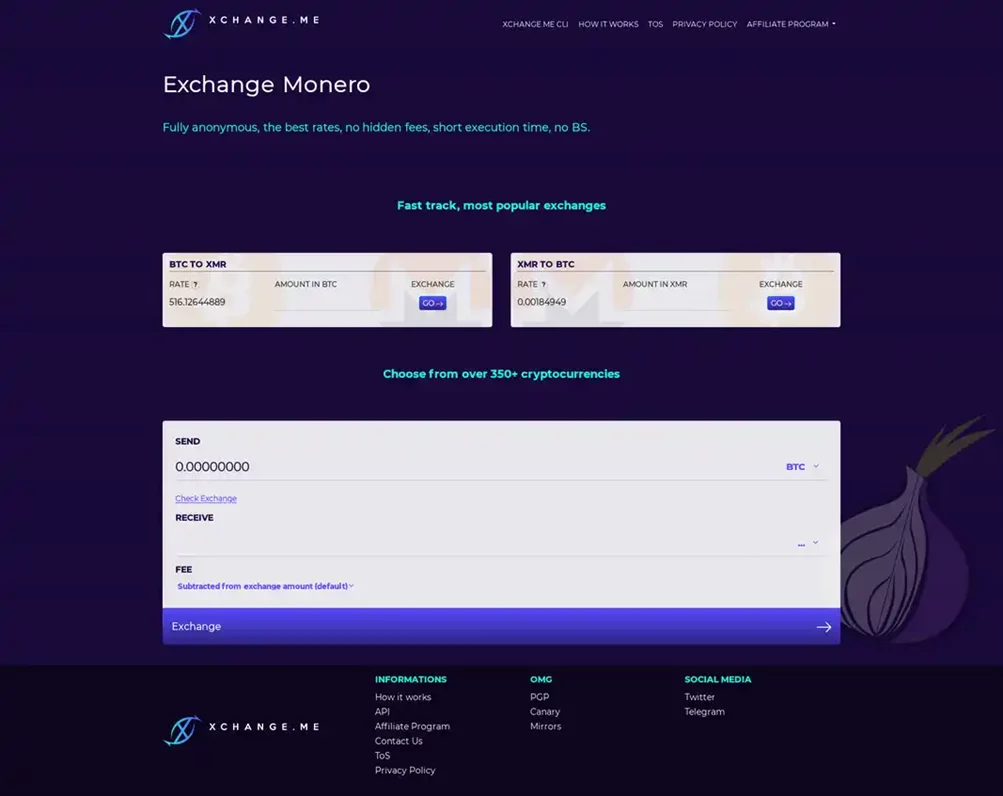 XCHANGE.ME
XCHANGE.ME CLI HOW IT WORKS TOS PRIVACY POLICY AFFILIATE PROGRAM
Exchange Monero
Fully anonymous, the best rates, no hidden fees, short execution time, no BS.
Fast track, most popular exchanges
BTC TO XMR
RATE ? AMOUNT IN BTC EXCHANGE
516.12644889 GO →
XMR TO BTC
RATE ? AMOUNT IN XMR EXCHANGE
0.00184949 GO →
Choose from over 350+ cryptocurrencies
SEND
0.00000000 BTC
Check Exchange
RECEIVE
...
FEE
Subtracted from exchange amount (default)
Exchange →
XCHANGE.ME
INFORMATIONS
How it works
API
Affiliate Program
Contact Us
ToS
Privacy Policy
OMG
PGP
Canary
Mirrors
SOCIAL MEDIA
Twitter
Telegram